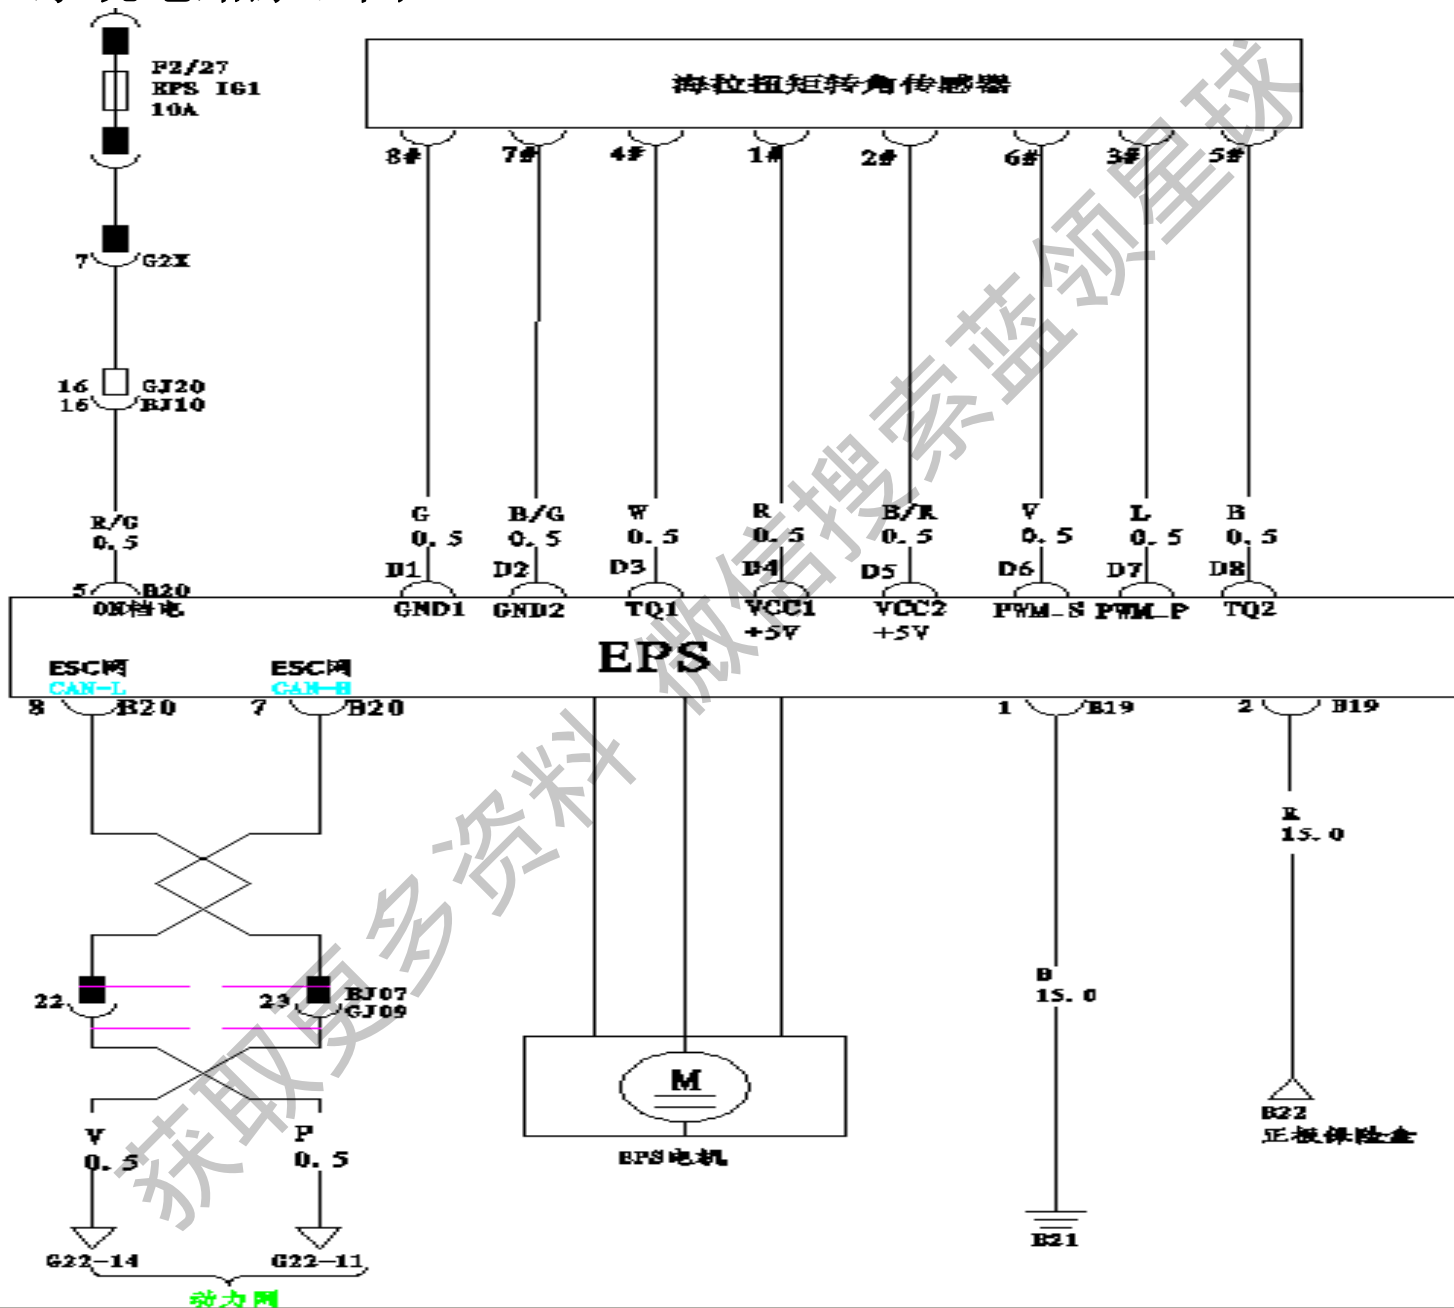 F2/27
EPS IG1
10A
海拉扭矩转角传感器
8#
7#
4#
1#
2#
6#
3#
5#
7
G2X
16
GJ20
16
BJ10
R/G
0.5
G
0.5
B/G
0.5
W
0.5
R
0.5
B/R
0.5
V
0.5
L
0.5
B
0.5
5
B20
D1
D2
D3
D4
D5
D6
D7
D8
ON档电
GND1
GND2
TQ1
VCC1
+5V
VCC2
+5V
PWM-S
PWM-P
TQ2
EPS
ESC网
CAN-L
ESC网
CAN-H
8
B20
7
B20
1
B19
2
B19
R
15.0
B
15.0
22
23
BJ07
GJ09
M
EPS电机
B22
正极保险盒
V
0.5
P
0.5
G22-14
G22-11
动力网
B21
获取更多资料 微信搜索蓝领星球